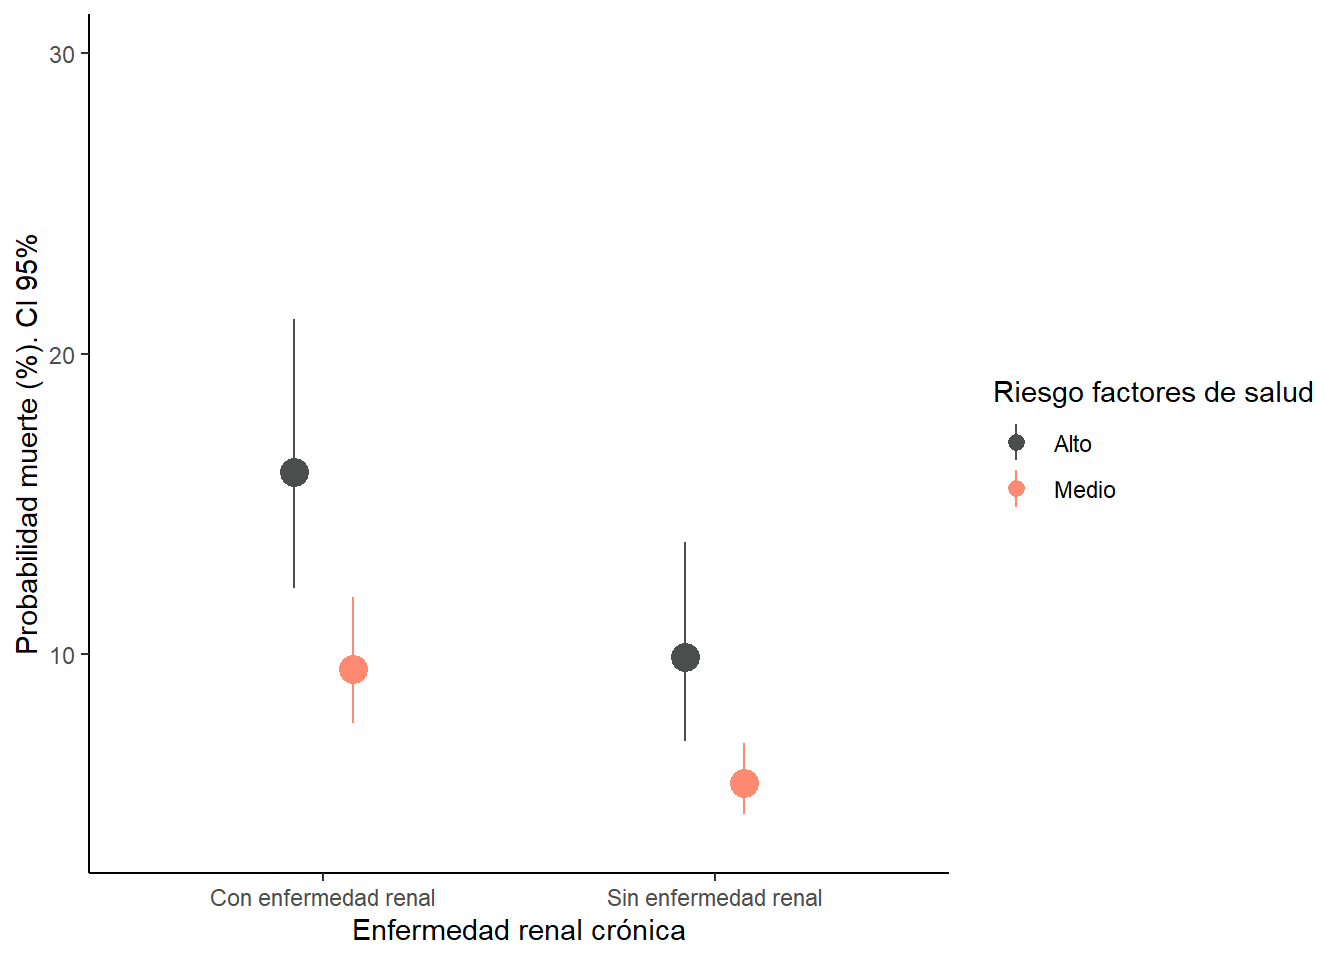 Probabilidad muerte (%). CI 95%
30
20
10
Con enfermedad renal
Sin enfermedad renal
Enfermedad renal crónica
Riesgo factores de salud
Alto
Medio